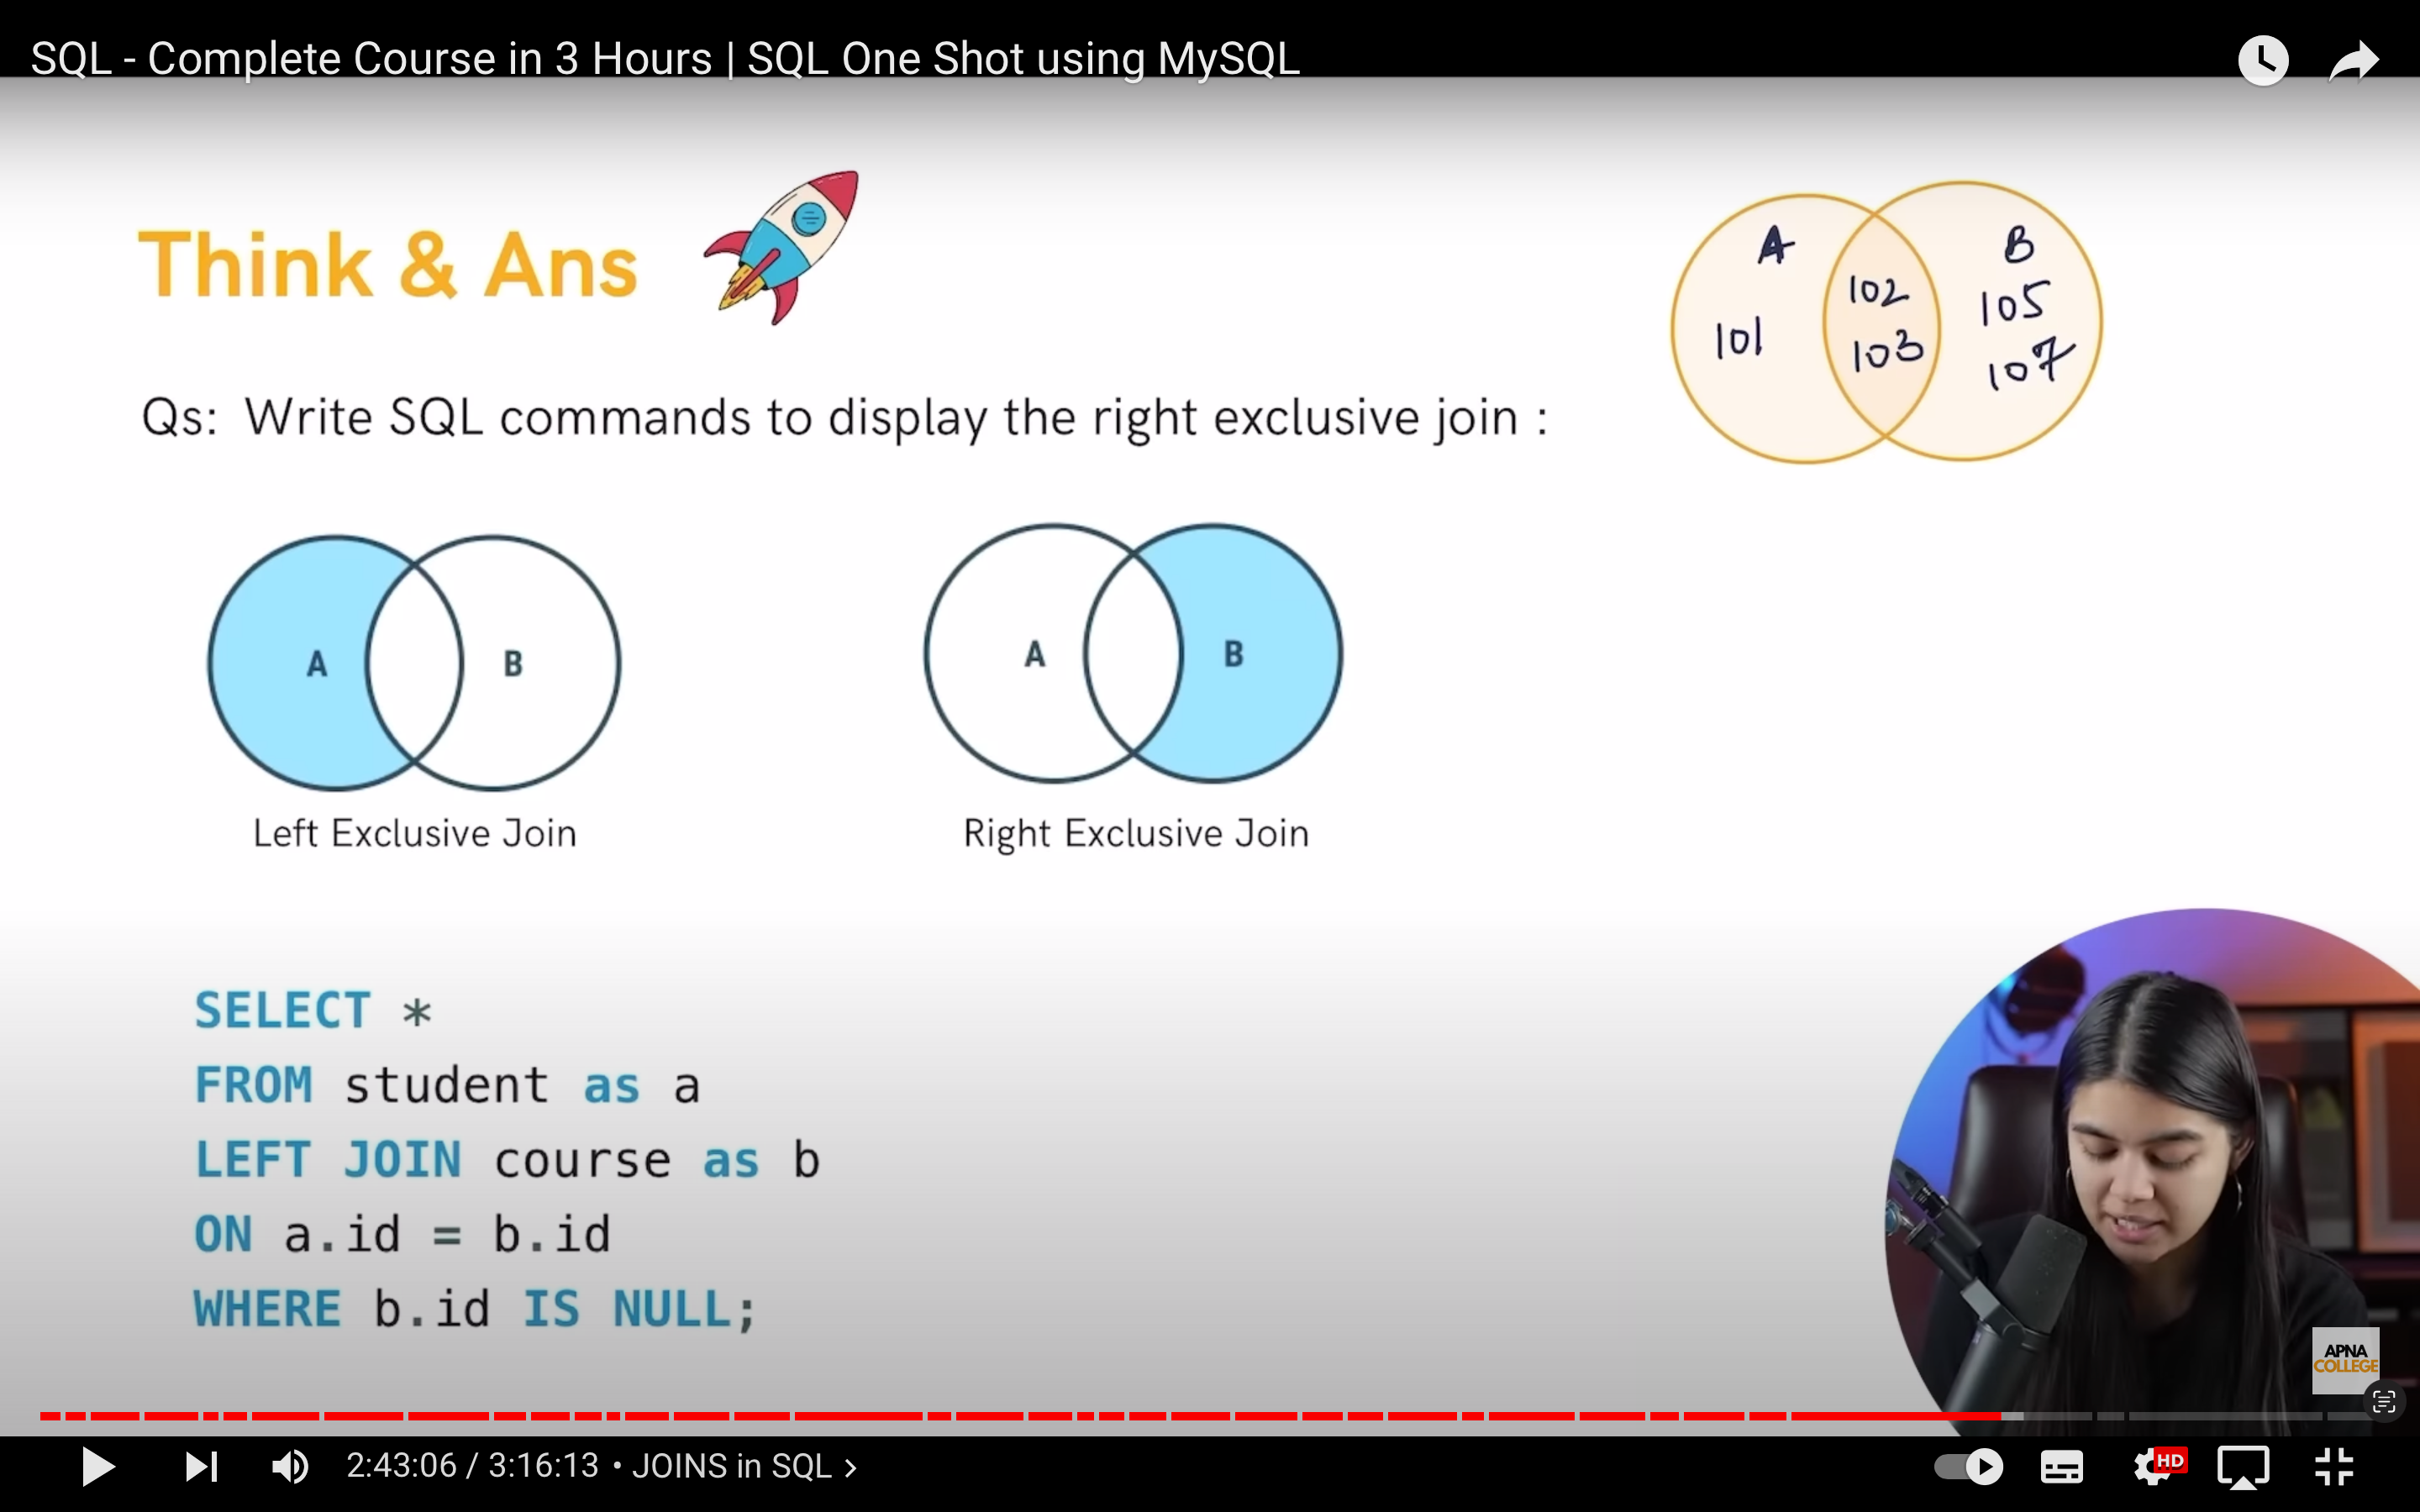 SQL - Complete Course in 3 Hours | SQL One Shot using MySQL
Think & Ans
A
B
102
105
101
103
107
Qs: Write SQL commands to display the right exclusive join :
A
B
A
B
Left Exclusive Join
Right Exclusive Join
SELECT *
FROM student as a
LEFT JOIN course as b
ON a.id = b.id
WHERE b.id IS NULL;
APNA
COLLEGE
2:43:06 / 3:16:13 • JOINS in SQL >
HD